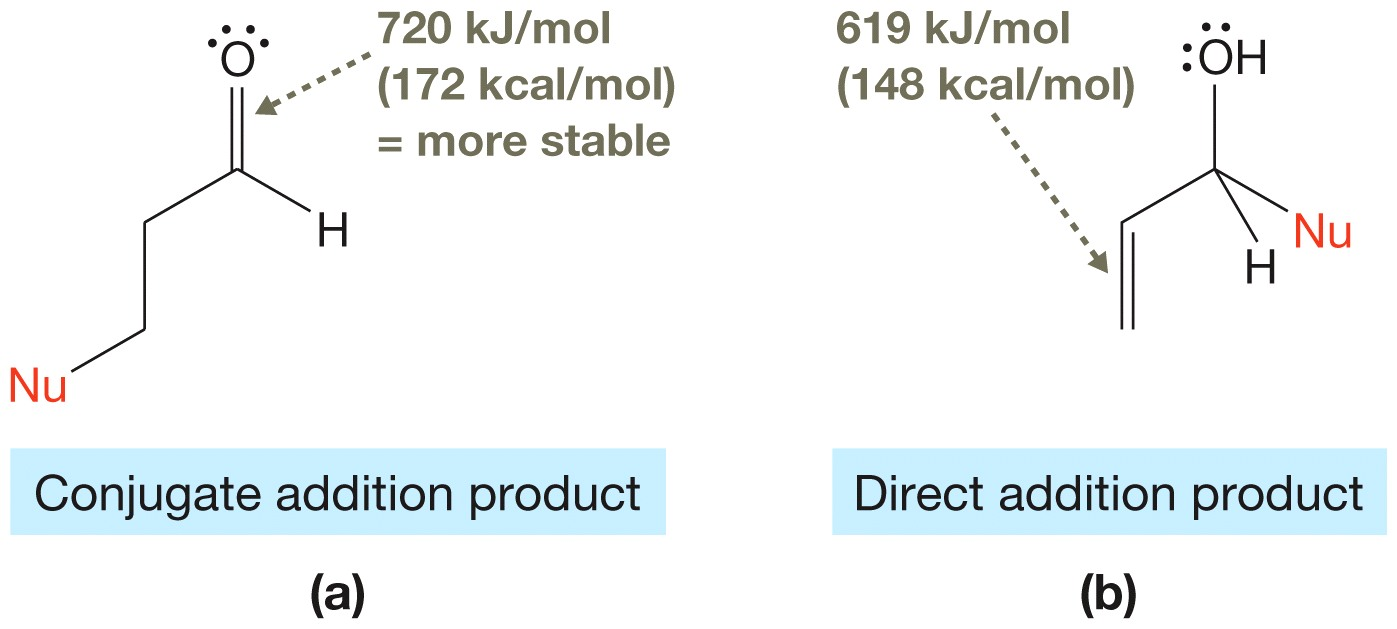 O
720 kJ/mol
(172 kcal/mol)
= more stable
H
Nu
Conjugate addition product
(a)
619 kJ/mol
(148 kcal/mol)
OH
Nu
H
Direct addition product
(b)